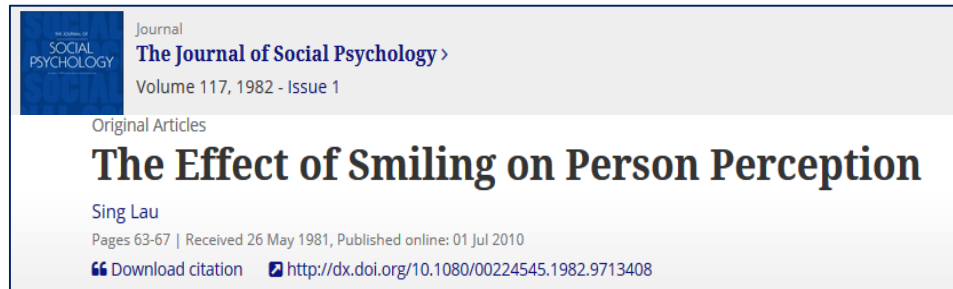 THE JOURNAL OF
SOCIAL
PSYCHOLOGY
Journal
The Journal of Social Psychology >
Volume 117, 1982 - Issue 1
Original Articles
The Effect of Smiling on Person Perception
Sing Lau
Pages 63-67 | Received 26 May 1981, Published online: 01 Jul 2010
Download citation http://dx.doi.org/10.1080/00224545.1982.9713408